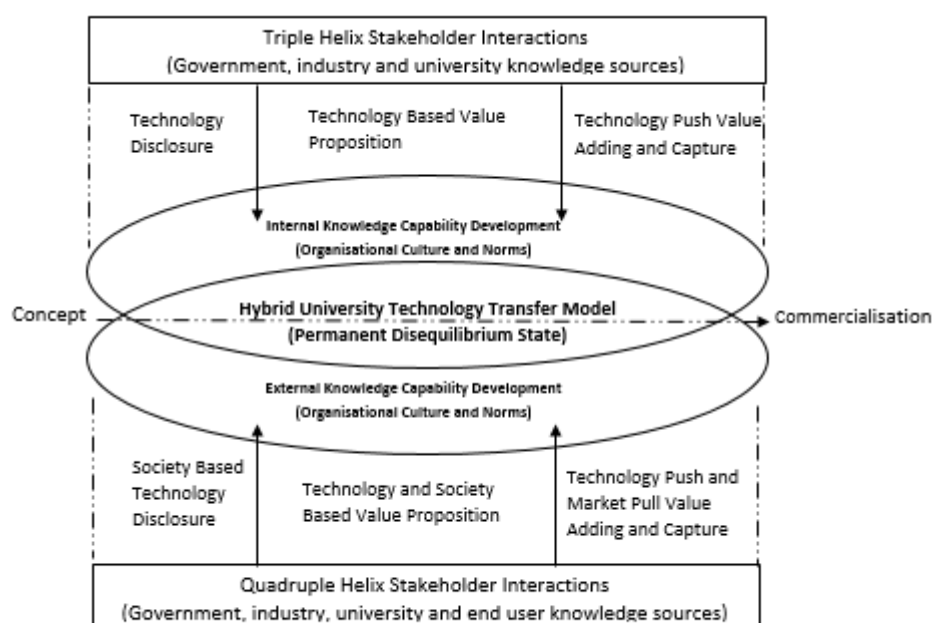 Triple Helix Stakeholder Interactions
(Government, industry and university knowledge sources)
Technology
Disclosure
Technology Based Value
Proposition
Technology Push Value
Adding and Capture
Internal Knowledge Capability Development
(Organisational Culture and Norms)
Concept
Hybrid University Technology Transfer Model
(Permanent Disequilibrium State)
Commercialisation
External Knowledge Capability Development
(Organisational Culture and Norms)
Society Based
Technology
Disclosure
Technology and Society
Based Value Proposition
Technology Push and
Market Pull Value
Adding and Capture
Quadruple Helix Stakeholder Interactions
(Government, industry, university and end user knowledge sources)